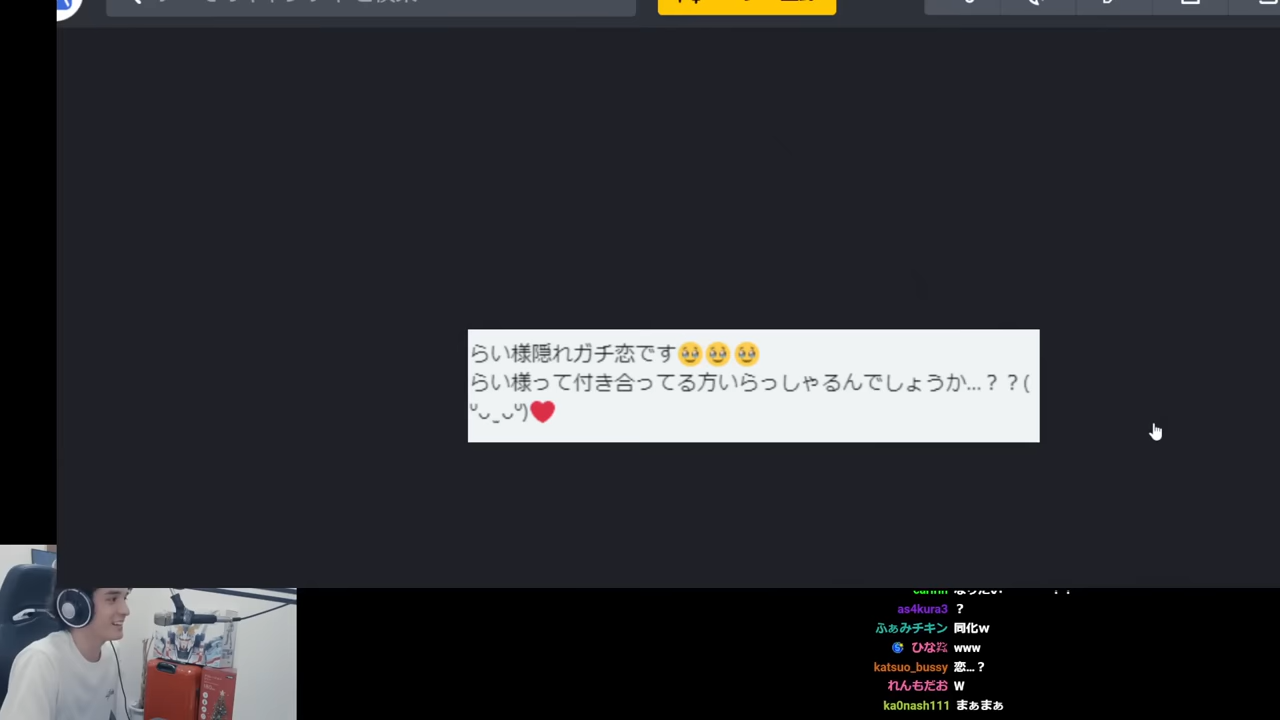 らい様隠れガチ恋です🥹🥹🥹
らい様って付き合ってる方いらっしゃるんでしょうか...？？(
ᐡᴗ ̫ ᴗᐡ)❤
as4kura3 ？
ふぁみチキン 同化w
ひな www
katsuo_bussy 恋...？
れんもだお W
ka0nash111 まぁまぁ